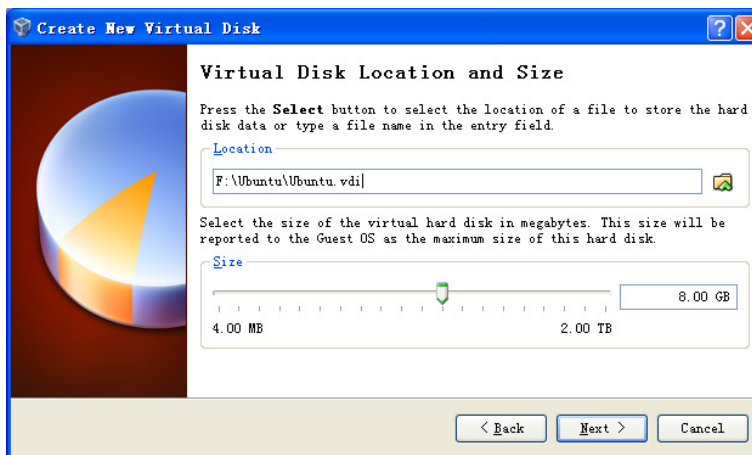 Create New Virtual Disk
Virtual Disk Location and Size
Press the Select button to select the location of a file to store the hard
disk data or type a file name in the entry field.
Location
F:\Ubuntu\Ubuntu.vdi
Select the size of the virtual hard disk in megabytes. This size will be
reported to the Guest OS as the maximum size of this hard disk.
Size
8.00 GB
4.00 MB
2.00 TB
< Back
Next >
Cancel